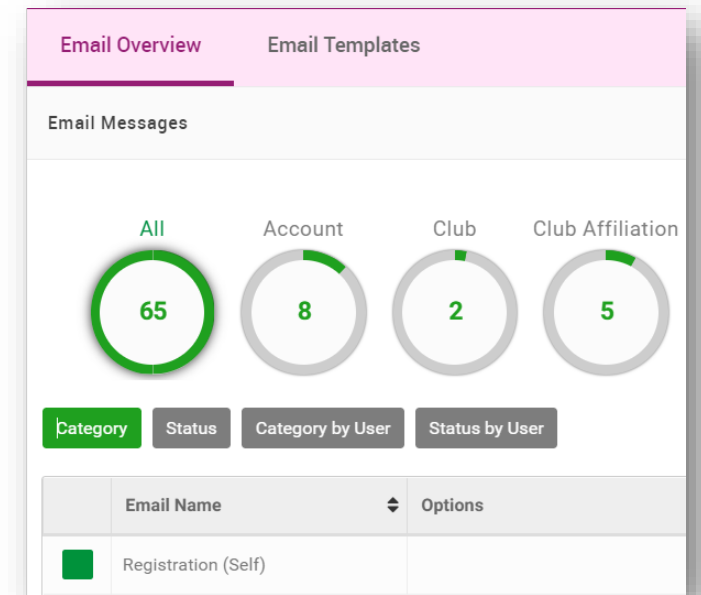 Email Overview Email Templates
Email Messages
All Account Club Club Affiliation
65 8 2 5
Category Status Category by User Status by User
Email Name Options
Registration (Self)